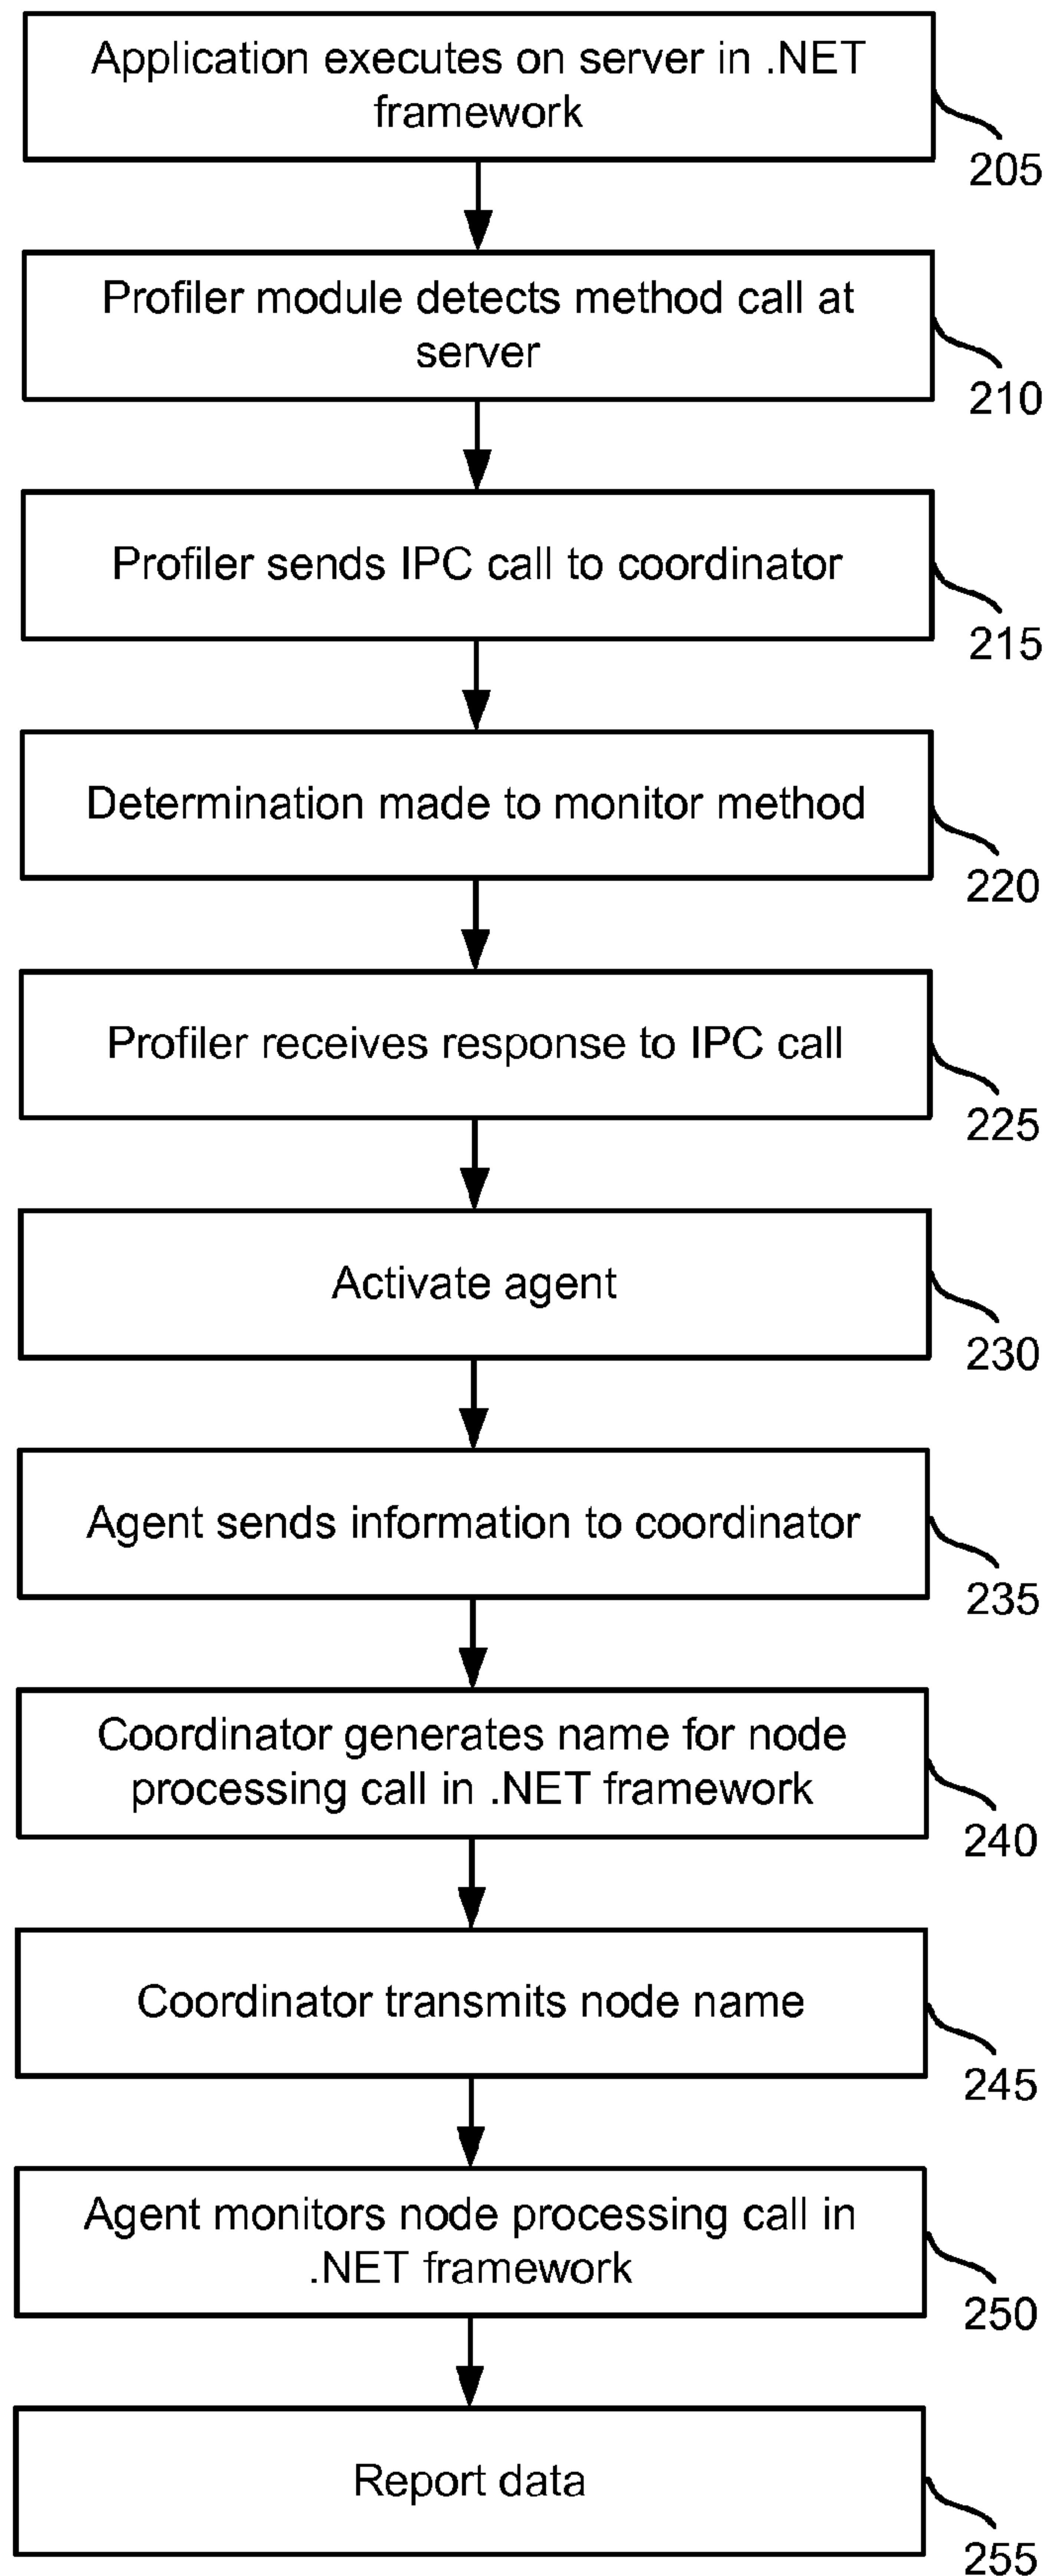 Application executes on server in .NET
framework
205
Profiler module detects method call at
server
210
Profiler sends IPC call to coordinator
215
Determination made to monitor method
220
Profiler receives response to IPC call
225
Activate agent
230
Agent sends information to coordinator
235
Coordinator generates name for node
processing call in .NET framework
240
Coordinator transmits node name
245
Agent monitors node processing call in
.NET framework
250
Report data
255